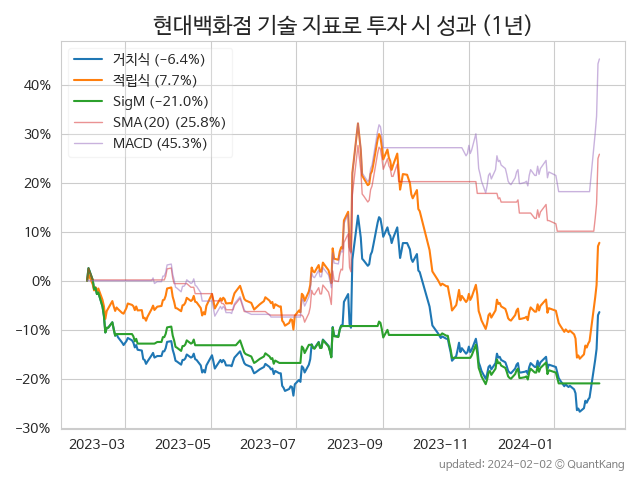 현대백화점 기술 지표로 투자 시 성과 (1년)
거치식 (−6.4%)
적립식 (7.7%)
SigM (−21.0%)
SMA(20) (25.8%)
MACD (45.3%)
40%
30%
20%
10%
0%
−10%
−20%
−30%
2023−03 2023−05 2023−07 2023−09 2023−11 2024−01
updated: 2024−02−02 © QuantKang